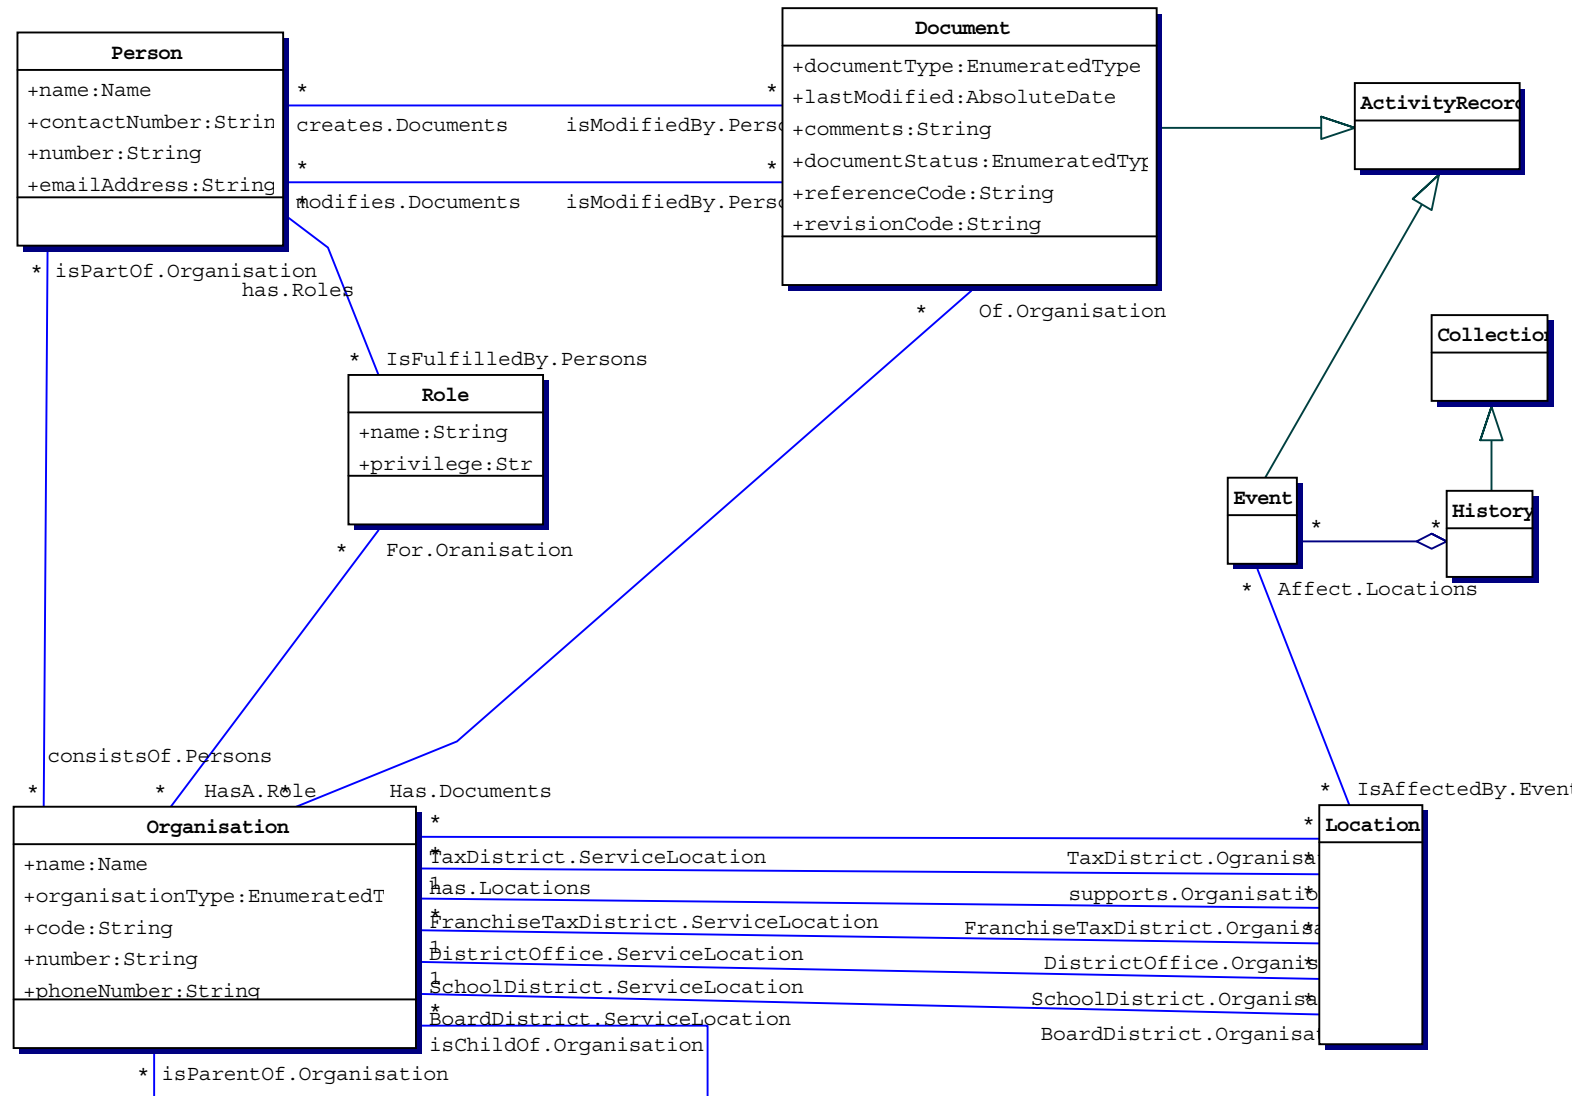 Person
+name:Name
+contactNumber:Strin
+number:String
+emailAddress:String
Document
+documentType:EnumeratedType
+lastModified:AbsoluteDate
+comments:String
+documentStatus:EnumeratedTyp
+referenceCode:String
+revisionCode:String
ActivityRecord
* *
creates.Documents isModifiedBy.Perso
* *
*
modifies.Documents isModifiedBy.Perso
* isPartOf.Organisation
has.Roles
* Of.Organisation
Collection
* IsFulfilledBy.Persons
Role
+name:String
+privilege:Str
Event
History
* *
* For.Oranisation
* Affect.Locations
consistsOf.Persons
* * HasA.Role * Has.Documents
* IsAffectedBy.Event
Organisation
+name:Name
+organisationType:EnumeratedT
+code:String
+number:String
+phoneNumber:String
Location
* *
TaxDistrict.ServiceLocation TaxDistrict.Ogranisa
* *
has.Locations supports.Organisatio
1 *
FranchiseTaxDistrict.ServiceLocation FranchiseTaxDistrict.Organisa
* *
DistrictOffice.ServiceLocation DistrictOffice.Organis
1 *
SchoolDistrict.ServiceLocation SchoolDistrict.Organisa
1 *
BoardDistrict.ServiceLocation BoardDistrict.Organisat
*
isChildOf.Organisation
* isParentOf.Organisation